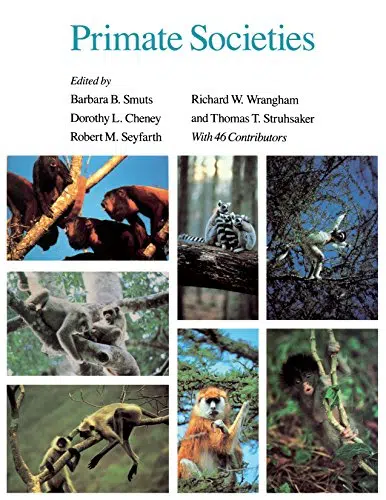 Primate Societies
Edited by
Barbara B. Smuts
Dorothy L. Cheney
Robert M. Seyfarth
Richard W. Wrangham
and Thomas T. Struhsaker
With 46 Contributors